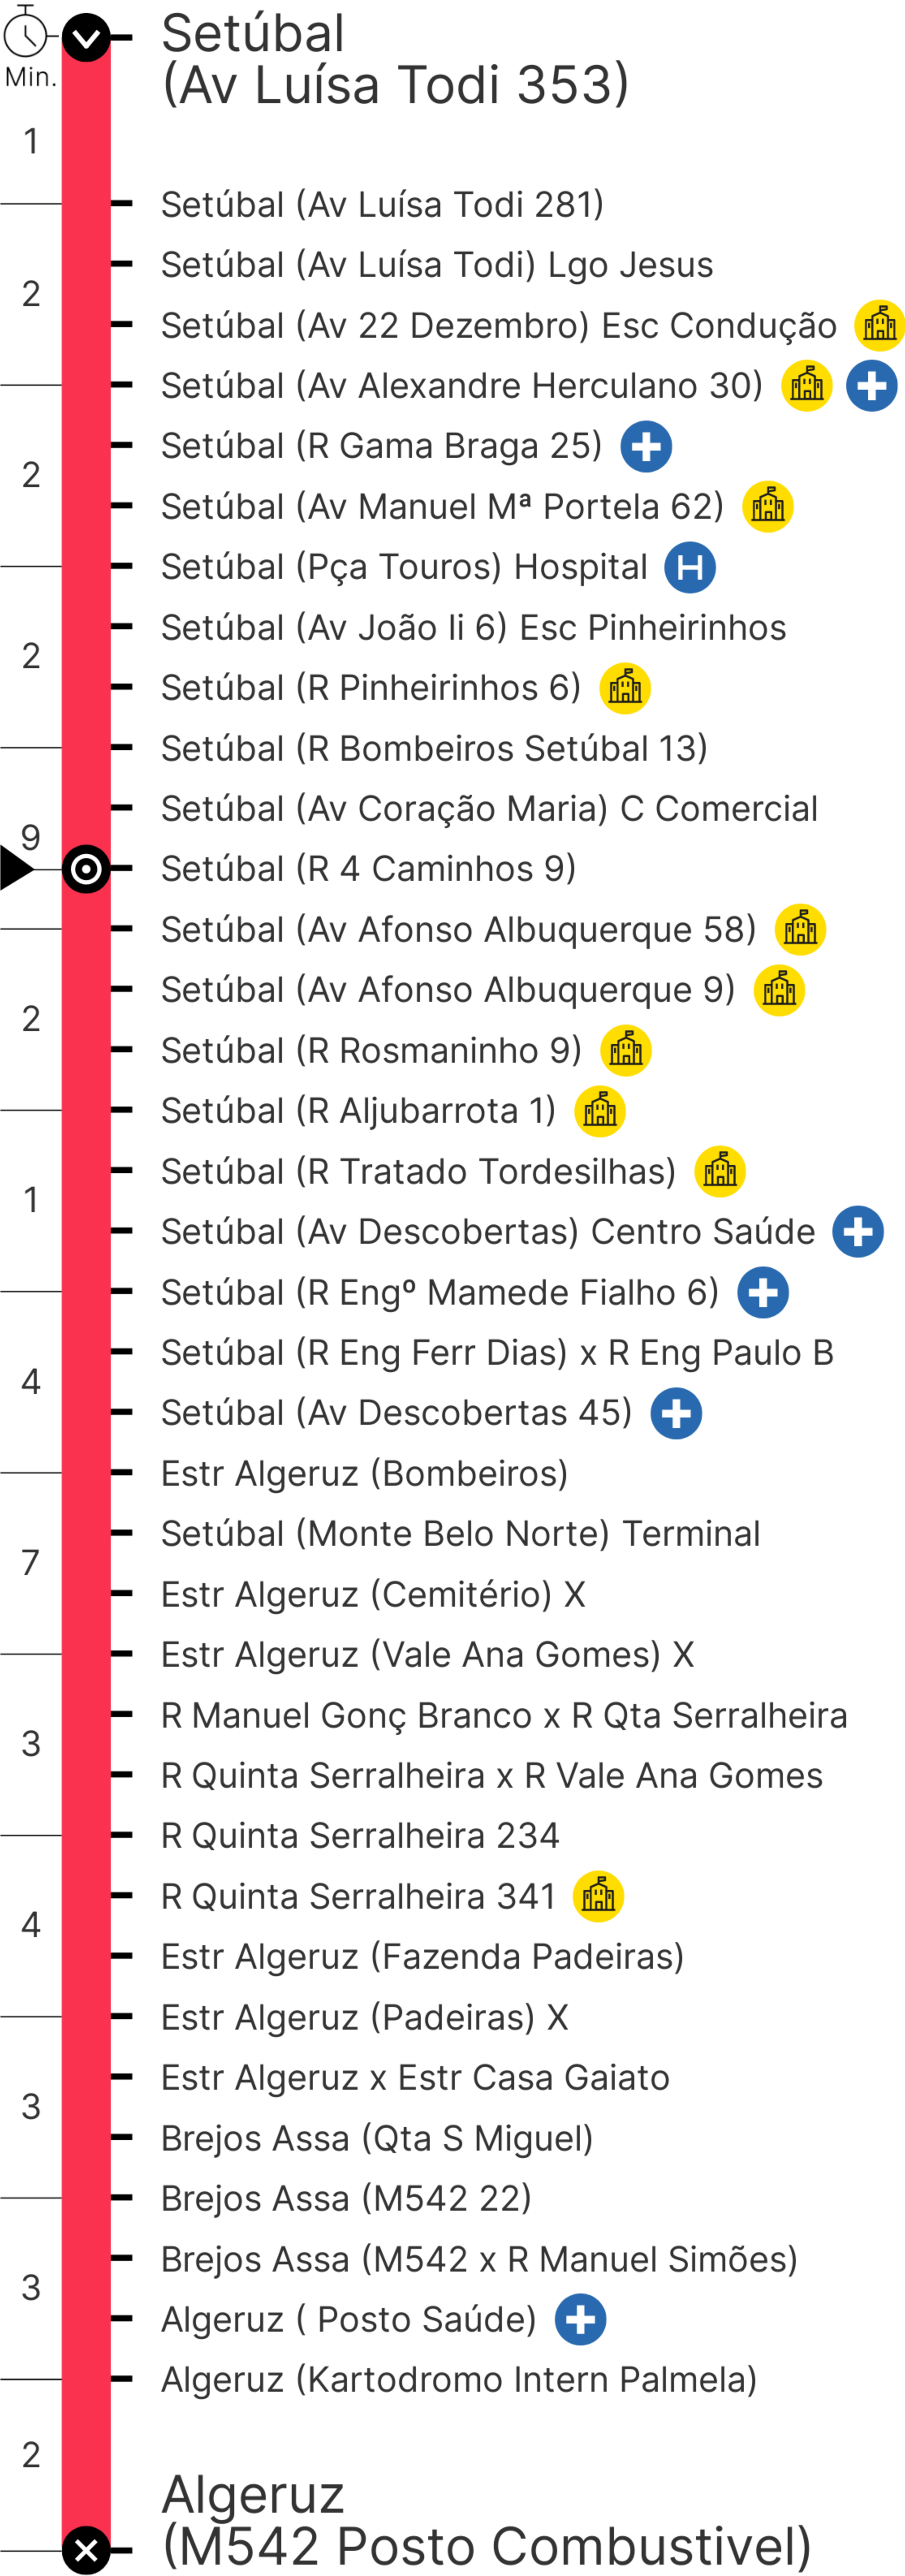 Setúbal
(Av Luísa Todi 353)
Min.
1
Setúbal (Av Luísa Todi 281)
Setúbal (Av Luísa Todi) Lgo Jesus
2
Setúbal (Av 22 Dezembro) Esc Condução
Setúbal (Av Alexandre Herculano 30)
Setúbal (R Gama Braga 25)
2
Setúbal (Av Manuel Mª Portela 62)
Setúbal (Pça Touros) Hospital H
Setúbal (Av João Ii 6) Esc Pinheirinhos
2
Setúbal (R Pinheirinhos 6)
Setúbal (R Bombeiros Setúbal 13)
Setúbal (Av Coração Maria) C Comercial
9
Setúbal (R 4 Caminhos 9)
Setúbal (Av Afonso Albuquerque 58)
Setúbal (Av Afonso Albuquerque 9)
2
Setúbal (R Rosmaninho 9)
Setúbal (R Aljubarrota 1)
Setúbal (R Tratado Tordesilhas)
1
Setúbal (Av Descobertas) Centro Saúde
Setúbal (R Engº Mamede Fialho 6)
Setúbal (R Eng Ferr Dias) x R Eng Paulo B
4
Setúbal (Av Descobertas 45)
Estr Algeruz (Bombeiros)
Setúbal (Monte Belo Norte) Terminal
7
Estr Algeruz (Cemitério) X
Estr Algeruz (Vale Ana Gomes) X
R Manuel Gonç Branco x R Qta Serralheira
3
R Quinta Serralheira x R Vale Ana Gomes
R Quinta Serralheira 234
R Quinta Serralheira 341
4
Estr Algeruz (Fazenda Padeiras)
Estr Algeruz (Padeiras) X
Estr Algeruz x Estr Casa Gaiato
3
Brejos Assa (Qta S Miguel)
Brejos Assa (M542 22)
Brejos Assa (M542 x R Manuel Simões)
3
Algeruz ( Posto Saúde)
Algeruz (Kartodromo Intern Palmela)
2
Algeruz
(M542 Posto Combustivel)